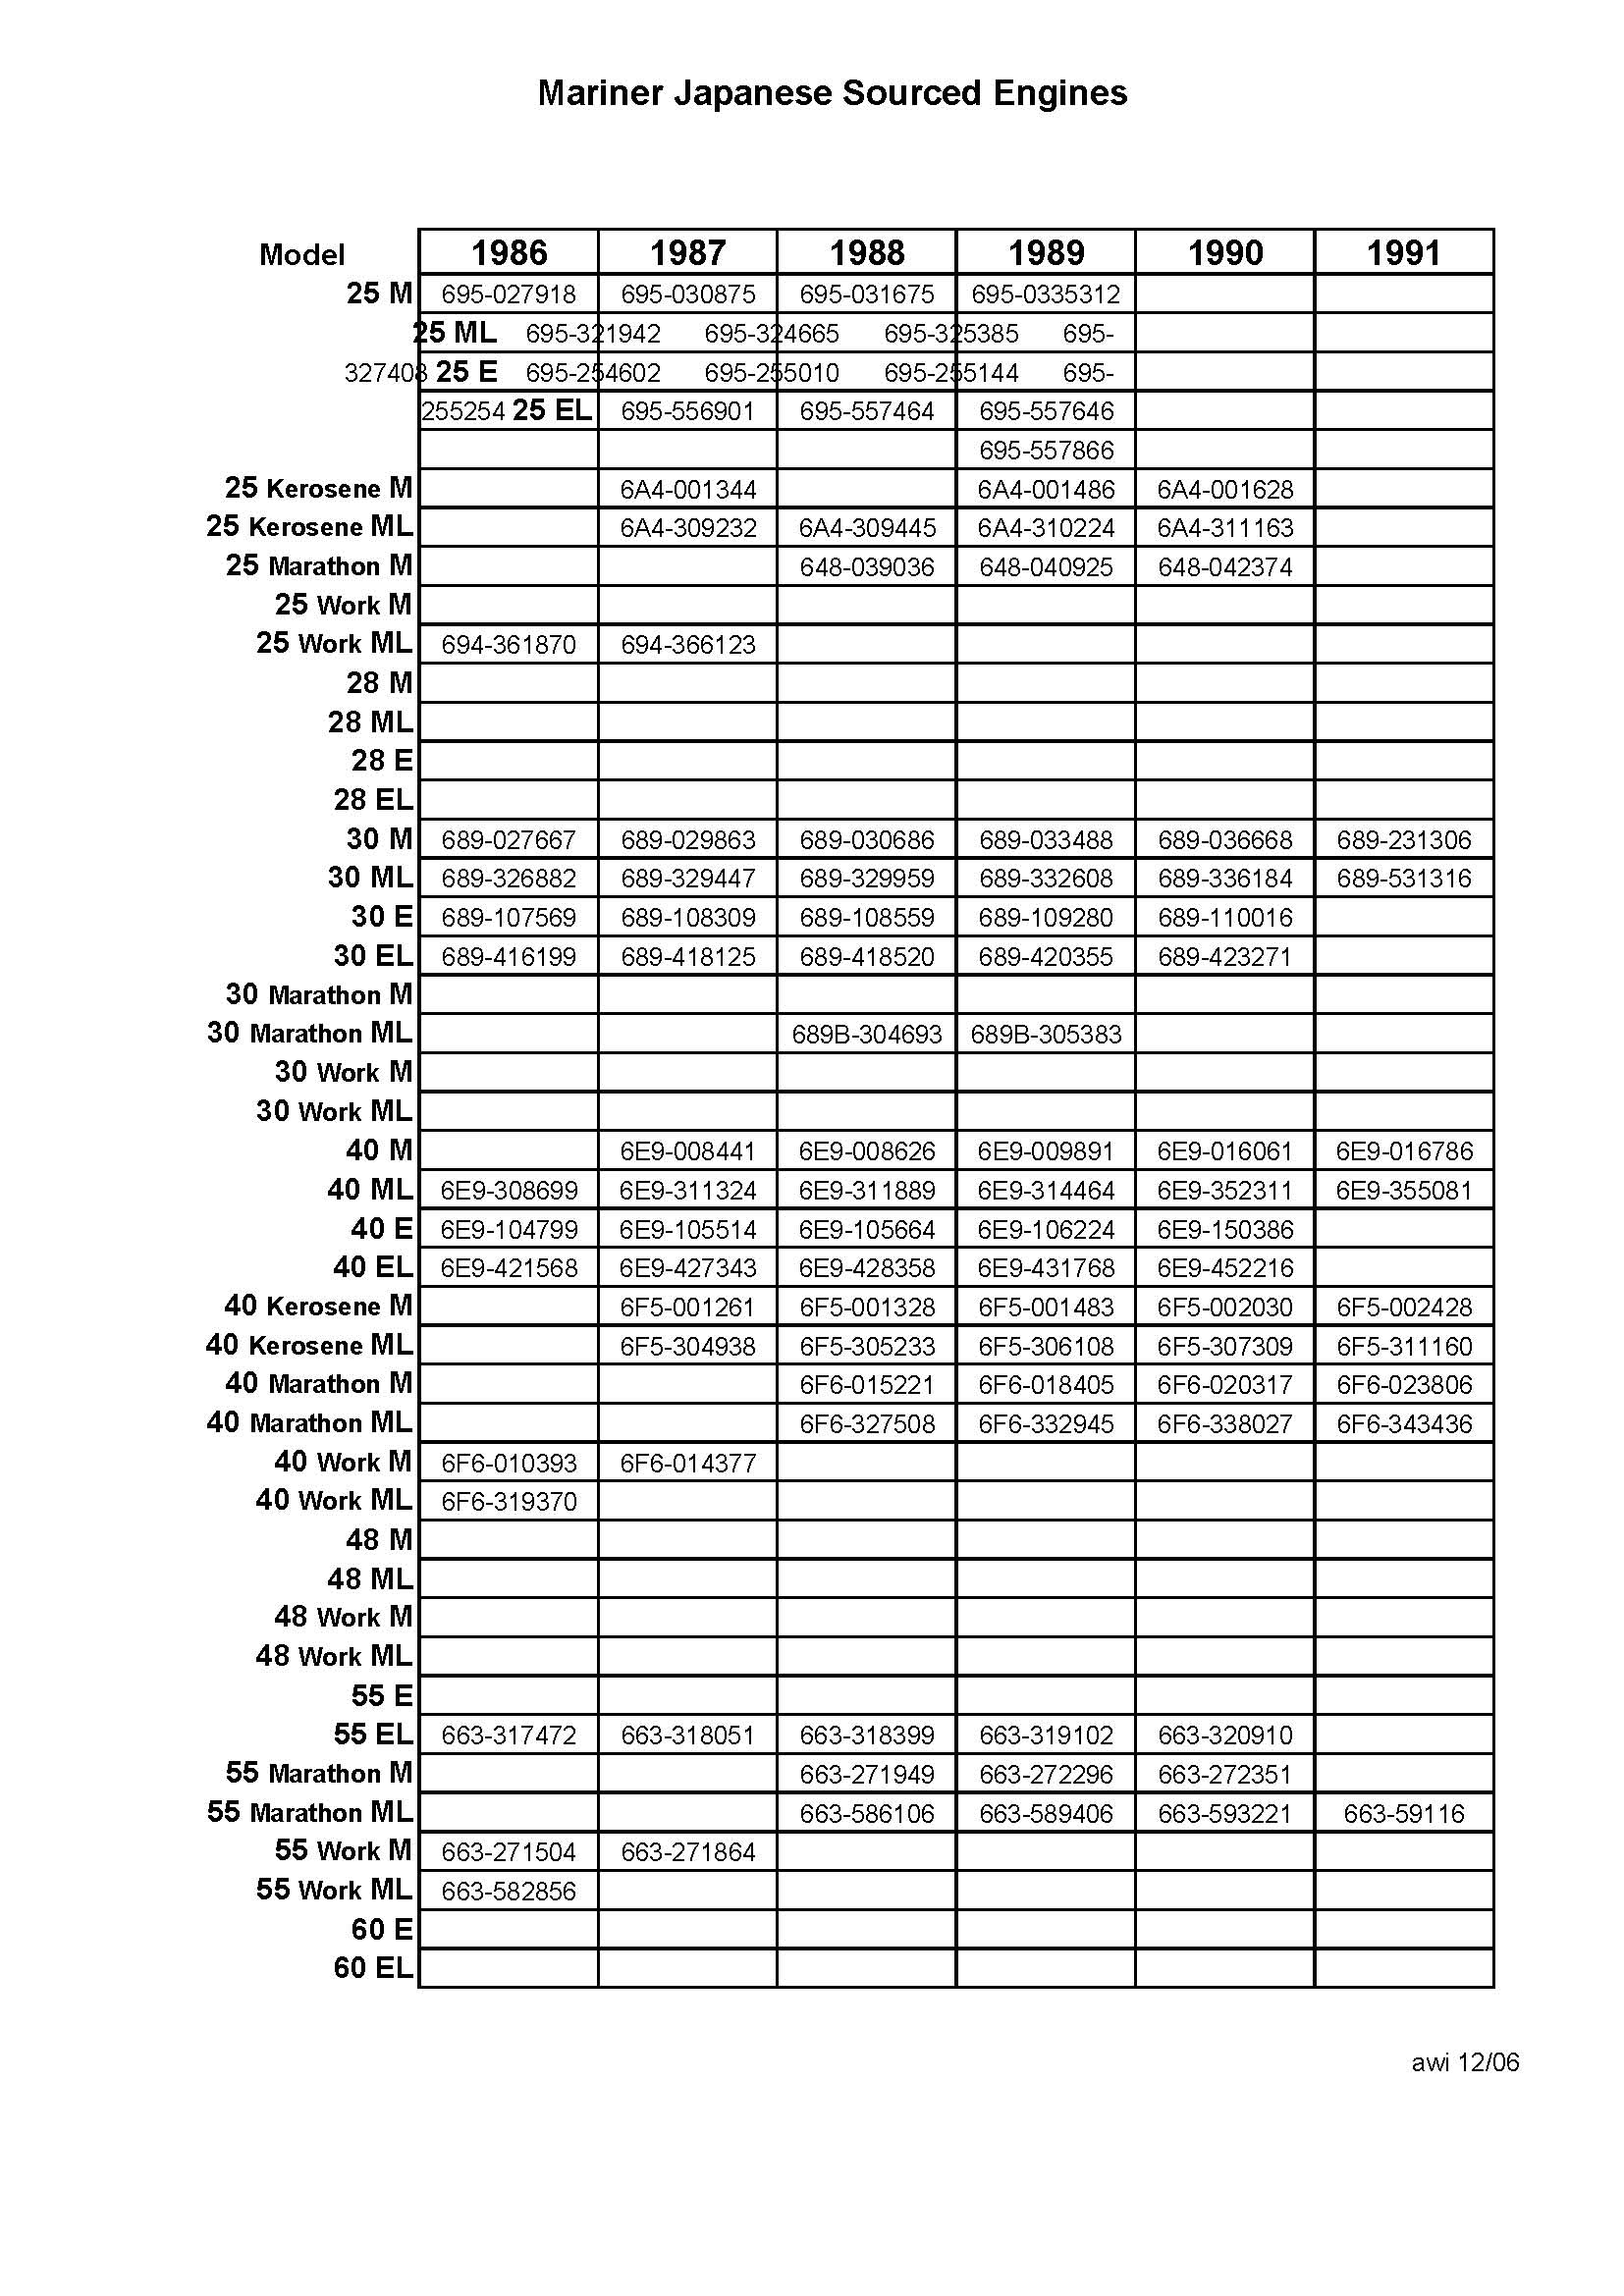 Mariner Japanese Sourced Engines
Model 1986 1987 1988 1989 1990 1991
25 M 695-027918 695-030875 695-031675 695-0335312
25 ML 695-321942 695-324665 695-325385 695-
327408 25 E 695-254602 695-255010 695-255144 695-
255254 25 EL 695-556901 695-557464 695-557646
695-557866
25 Kerosene M 6A4-001344 6A4-001486 6A4-001628
25 Kerosene ML 6A4-309232 6A4-309445 6A4-310224 6A4-311163
25 Marathon M 648-039036 648-040925 648-042374
25 Work M
25 Work ML 694-361870 694-366123
28 M
28 ML
28 E
28 EL
30 M 689-027667 689-029863 689-030686 689-033488 689-036668 689-231306
30 ML 689-326882 689-329447 689-329959 689-332608 689-336184 689-531316
30 E 689-107569 689-108309 689-108559 689-109280 689-110016
30 EL 689-416199 689-418125 689-418520 689-420355 689-423271
30 Marathon M
30 Marathon ML 689B-304693 689B-305383
30 Work M
30 Work ML
40 M 6E9-008441 6E9-008626 6E9-009891 6E9-016061 6E9-016786
40 ML 6E9-308699 6E9-311324 6E9-311889 6E9-314464 6E9-352311 6E9-355081
40 E 6E9-104799 6E9-105514 6E9-105664 6E9-106224 6E9-150386
40 EL 6E9-421568 6E9-427343 6E9-428358 6E9-431768 6E9-452216
40 Kerosene M 6F5-001261 6F5-001328 6F5-001483 6F5-002030 6F5-002428
40 Kerosene ML 6F5-304938 6F5-305233 6F5-306108 6F5-307309 6F5-311160
40 Marathon M 6F6-015221 6F6-018405 6F6-020317 6F6-023806
40 Marathon ML 6F6-327508 6F6-332945 6F6-338027 6F6-343436
40 Work M 6F6-010393 6F6-014377
40 Work ML 6F6-319370
48 M
48 ML
48 Work M
48 Work ML
55 E
55 EL 663-317472 663-318051 663-318399 663-319102 663-320910
55 Marathon M 663-271949 663-272296 663-272351
55 Marathon ML 663-586106 663-589406 663-593221 663-59116
55 Work M 663-271504 663-271864
55 Work ML 663-582856
60 E
60 EL
awi 12/06